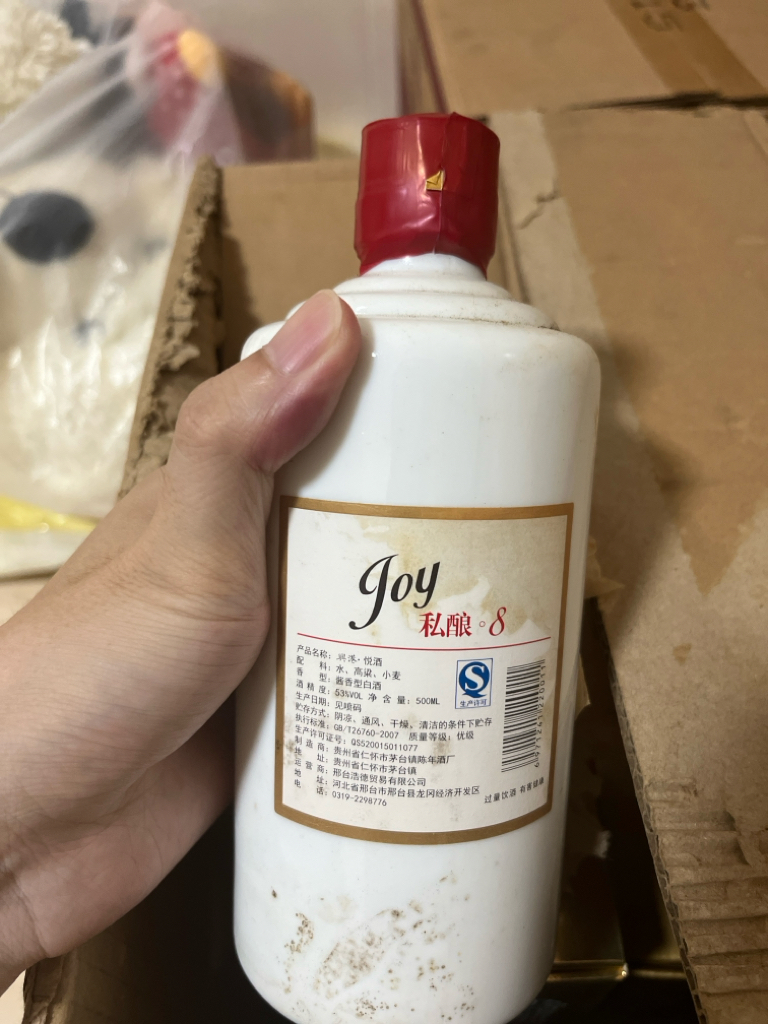 Joy
私酿·8
产品名称: 悦酒
配 料: 水、高粱、小麦
香 型: 酱香型白酒
酒精度: 53%VOL 净含量: 500ML
生产日期: 见喷码
贮存方式: 阴凉、通风、干燥、清洁的条件下贮存
执行标准: GB/T26760-2007 质量等级: 优级
生产许可证号: QS520015011077
制造商: 贵州省仁怀市茅台镇陈年酒厂
地 址: 贵州省仁怀市茅台镇
运营商: 邢台浩德贸易有限公司
地 址: 河北省邢台市邢台县龙冈经济开发区
电 话: 0319-2298776
S
生产许可
过量饮酒 有害健康